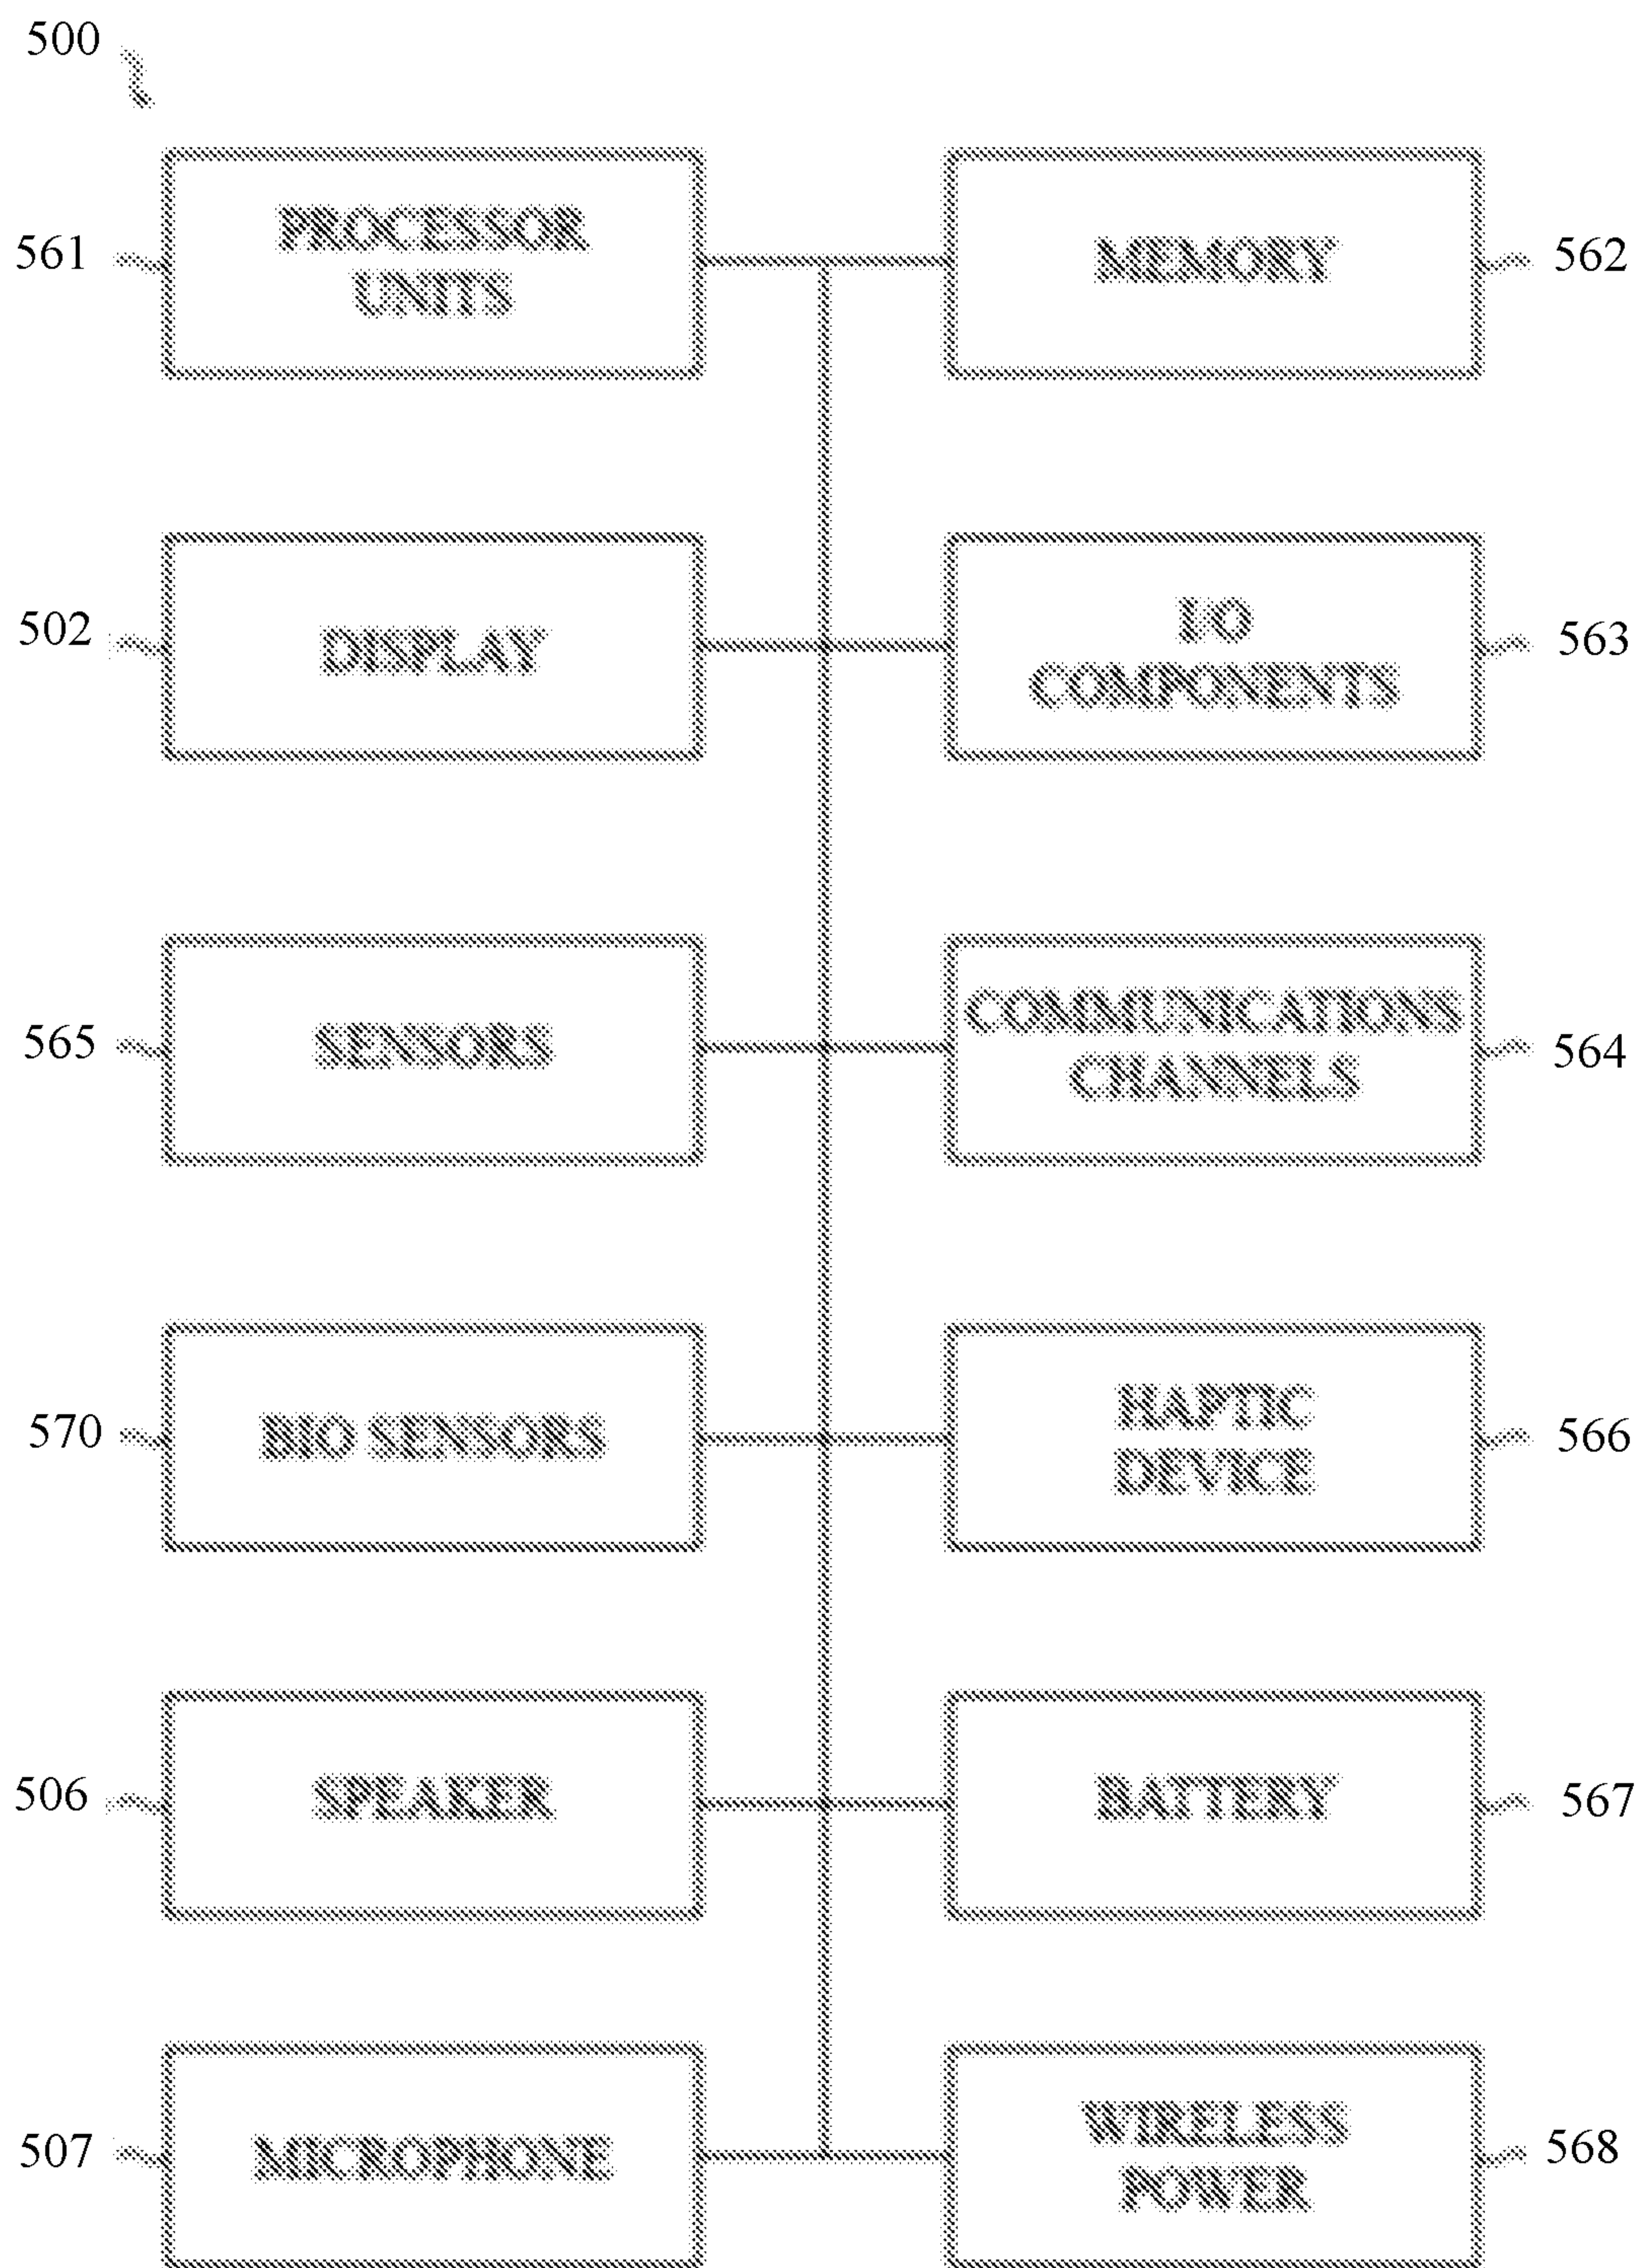 500
561
PROCESSOR
UNITS
MEMORY
562
502
DISPLAY
I/O
COMPONENTS
563
565
SENSORS
COMMUNICATIONS
CHANNELS
564
570
BIO SENSORS
HAPTIC
DEVICE
566
506
SPEAKER
BATTERY
567
507
MICROPHONE
WIRELESS
POWER
568